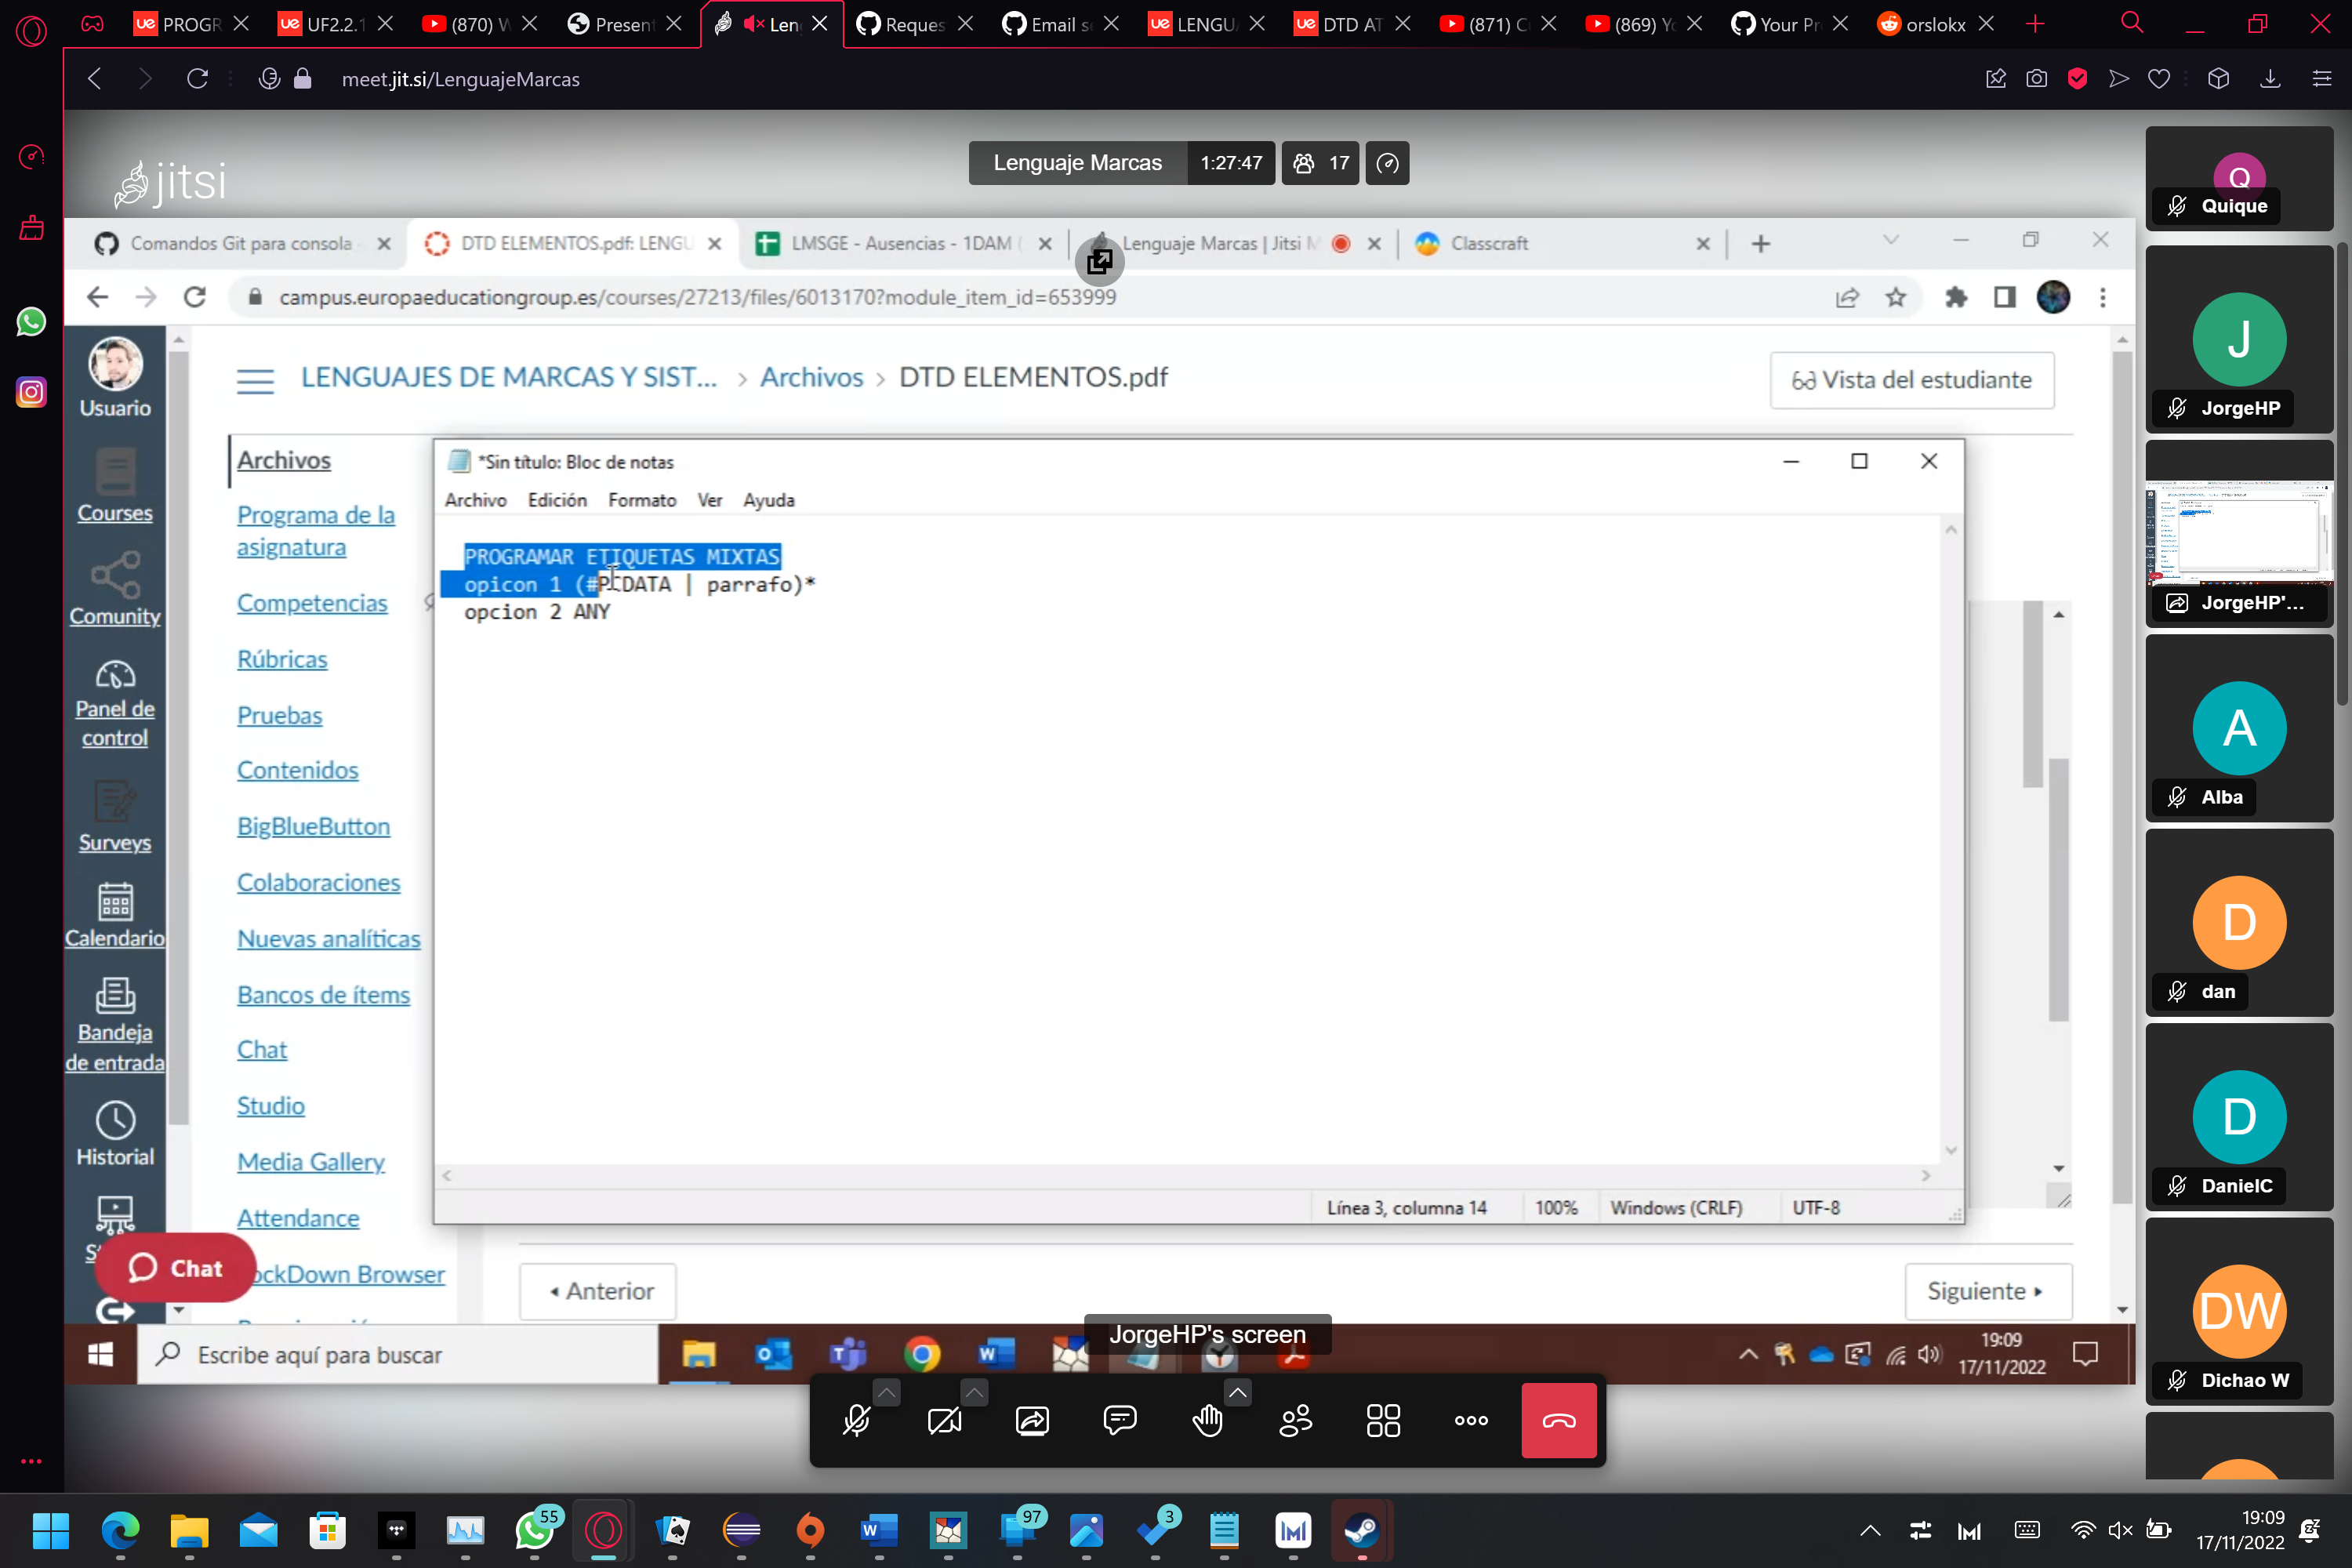 PROGR
UF2.2.1
(870) W
Present
Len
Reques
Email s
LENGU
DTD AT
(871) C
(869) Yo
Your Pr
orslokx
meet.jit.si/LenguajeMarcas
jitsi
Lenguaje Marcas 1:27:47 17
Comandos Git para consola
DTD ELEMENTOS.pdf: LENGU
LMSGE - Ausencias - 1DAM (
Lenguaje Marcas | Jitsi M
Classcraft
campus.europaeducationgroup.es/courses/27213/files/6013170?module_item_id=653999
LENGUAJES DE MARCAS Y SIST... > Archivos > DTD ELEMENTOS.pdf
Vista del estudiante
Usuario
Courses
Comunity
Panel de
control
Surveys
Calendario
Bandeja
de entrada
Historial
Chat
Archivos
Programa de la
asignatura
Competencias
Rúbricas
Pruebas
Contenidos
BigBlueButton
Colaboraciones
Nuevas analíticas
Bancos de ítems
Chat
Studio
Media Gallery
Attendance
ockDown Browser
*Sin título: Bloc de notas
Archivo Edición Formato Ver Ayuda
PROGRAMAR ETIQUETAS MIXTAS
opicon 1 (#PCDATA | parrafo)*
opcion 2 ANY
Línea 3, columna 14 100% Windows (CRLF) UTF-8
Anterior
Siguiente
JorgeHP's screen
Escribe aquí para buscar
19:09
17/11/2022
Q
Quique
J
JorgeHP
JorgeHP'...
A
Alba
D
dan
D
DanielC
DW
Dichao W
55
97
3
19:09
17/11/2022